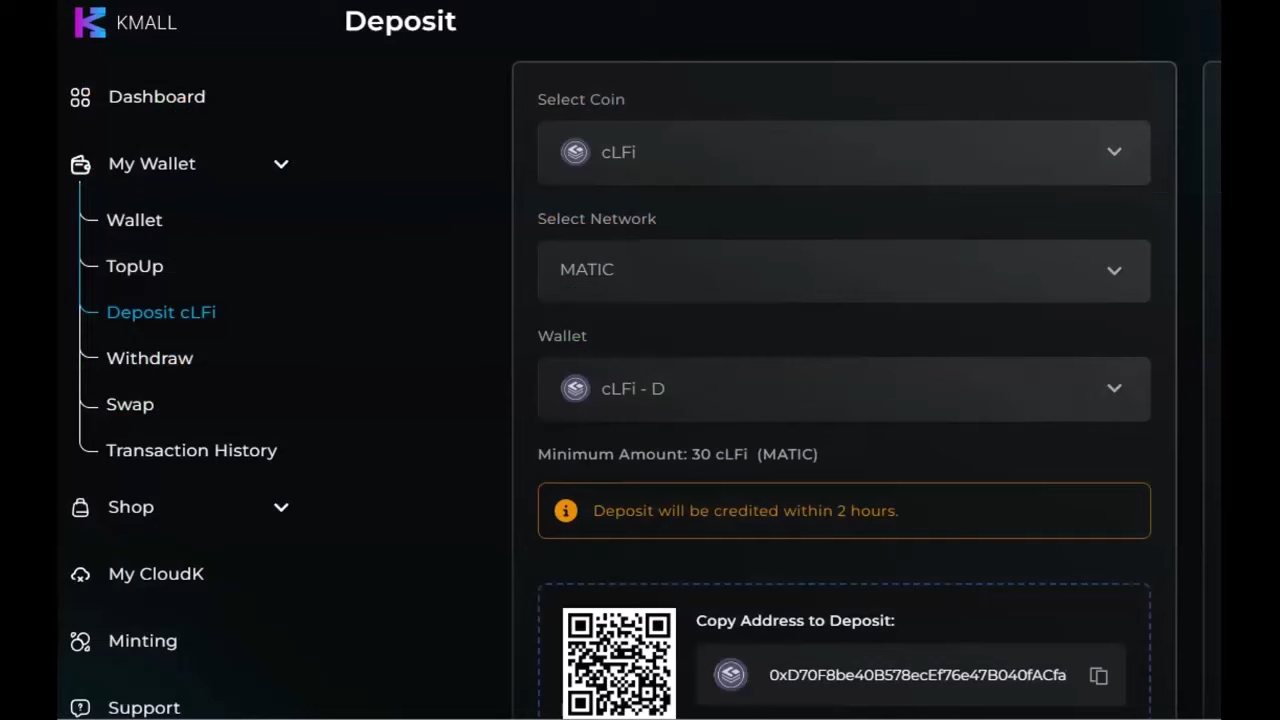 KMALL
Deposit
Dashboard
My Wallet
Wallet
TopUp
Deposit cLFi
Withdraw
Swap
Transaction History
Shop
My CloudK
Minting
Support
Select Coin
cLFi
Select Network
MATIC
Wallet
cLFi - D
Minimum Amount: 30 cLFi (MATIC)
Deposit will be credited within 2 hours.
Copy Address to Deposit:
0xD70F8be40B578ecEf76e47B040fACfa